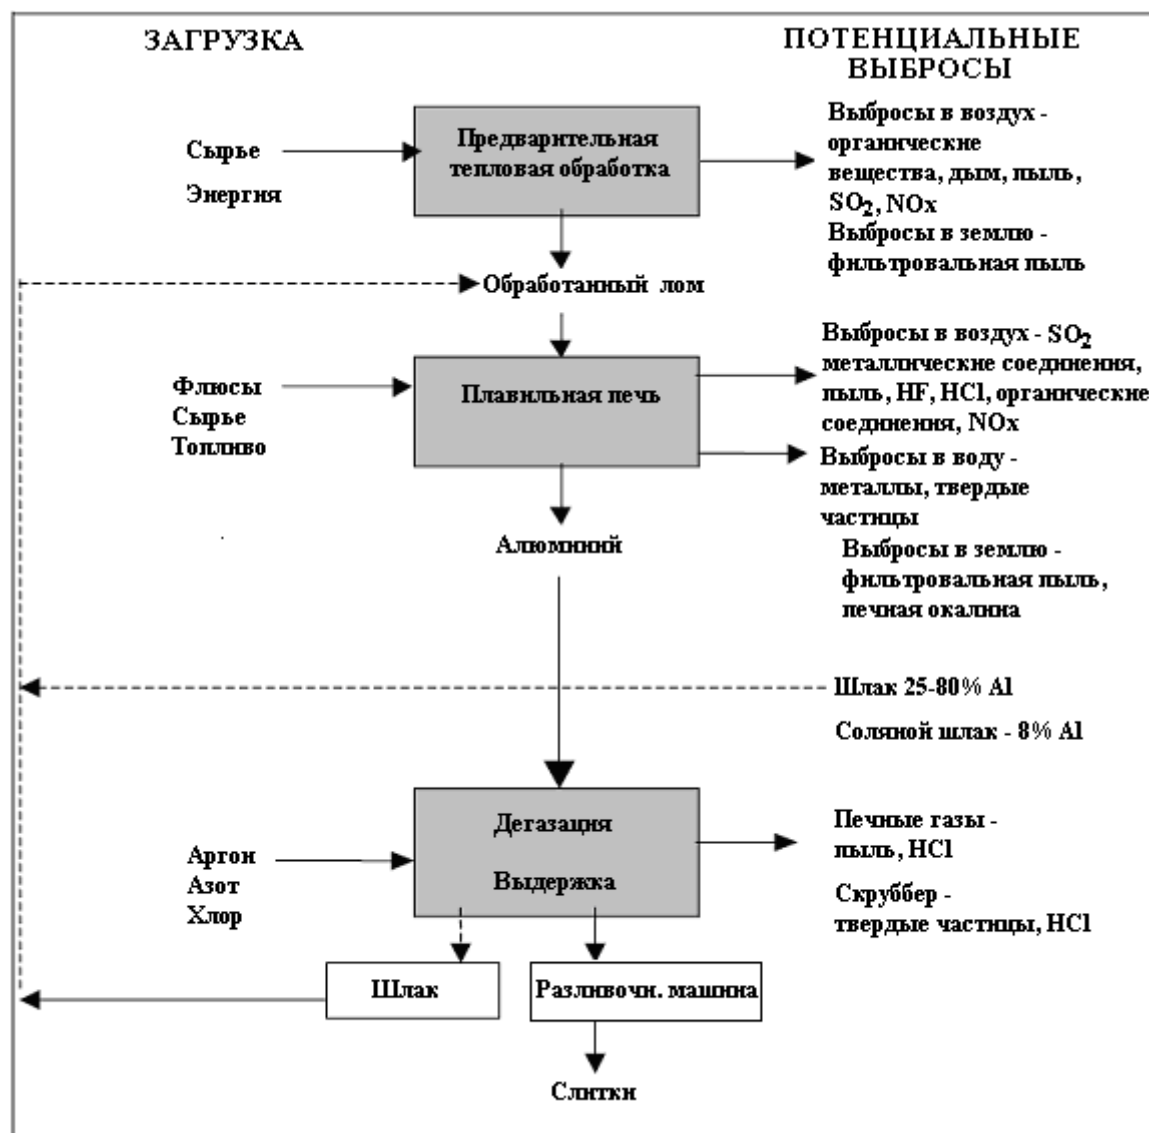 ЗАГРУЗКА
ПОТЕНЦИАЛЬНЫЕ
ВЫБРОСЫ
Сырье
Энергия
Предварительная
тепловая обработка
Выбросы в воздух -
органические
вещества, дым, пыль,
SO2, NOx
Выбросы в землю -
фильтровальная пыль
Обработанный лом
Флюсы
Сырье
Топливо
Плавильная печь
Выбросы в воздух - SO2
металлические соединения,
пыль, HF, HCl, органические
соединения, NOx
Выбросы в воду -
металлы, твердые
частицы
Алюминий
Выбросы в землю -
фильтровальная пыль,
печная окалина
Шлак 25-80% Al
Соляной шлак - 8% Al
Аргон
Азот
Хлор
Дегазация
Выдержка
Печные газы -
пыль, HCl
Скруббер -
твердые частицы, HCl
Шлак
Разливочн. машина
Слитки